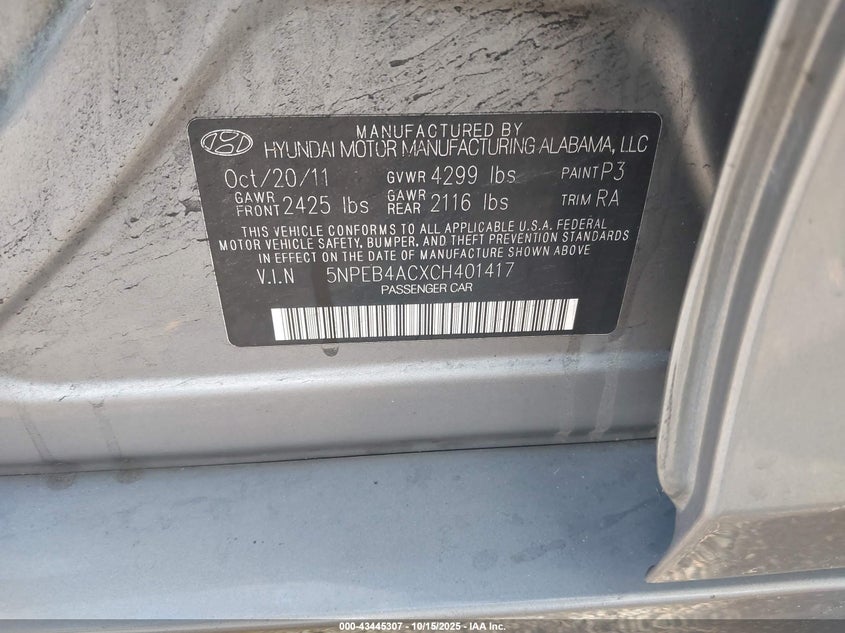 MANUFACTURED BY
HYUNDAI MOTOR MANUFACTURING ALABAMA, LLC
Oct/20/11 GVWR 4299 lbs PAINT P3
GAWR FRONT 2425 lbs GAWR REAR 2116 lbs TRIM RA
THIS VEHICLE CONFORMS TO ALL APPLICABLE U.S.A. FEDERAL
MOTOR VEHICLE SAFETY, BUMPER, AND THEFT PREVENTION STANDARDS
IN EFFECT ON THE DATE OF MANUFACTURE SHOWN ABOVE
V.I.N 5NPEB4ACXCH401417
PASSENGER CAR
000-43445307 - 10/15/2025 - IAA Inc.